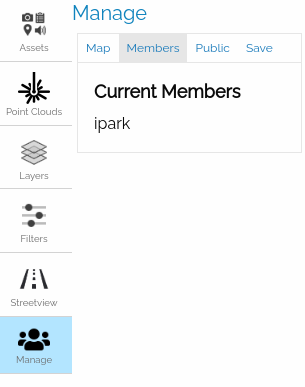 Manage
Map Members Public Save
Current Members
ipark
Assets
Point Clouds
Layers
Filters
Streetview
Manage